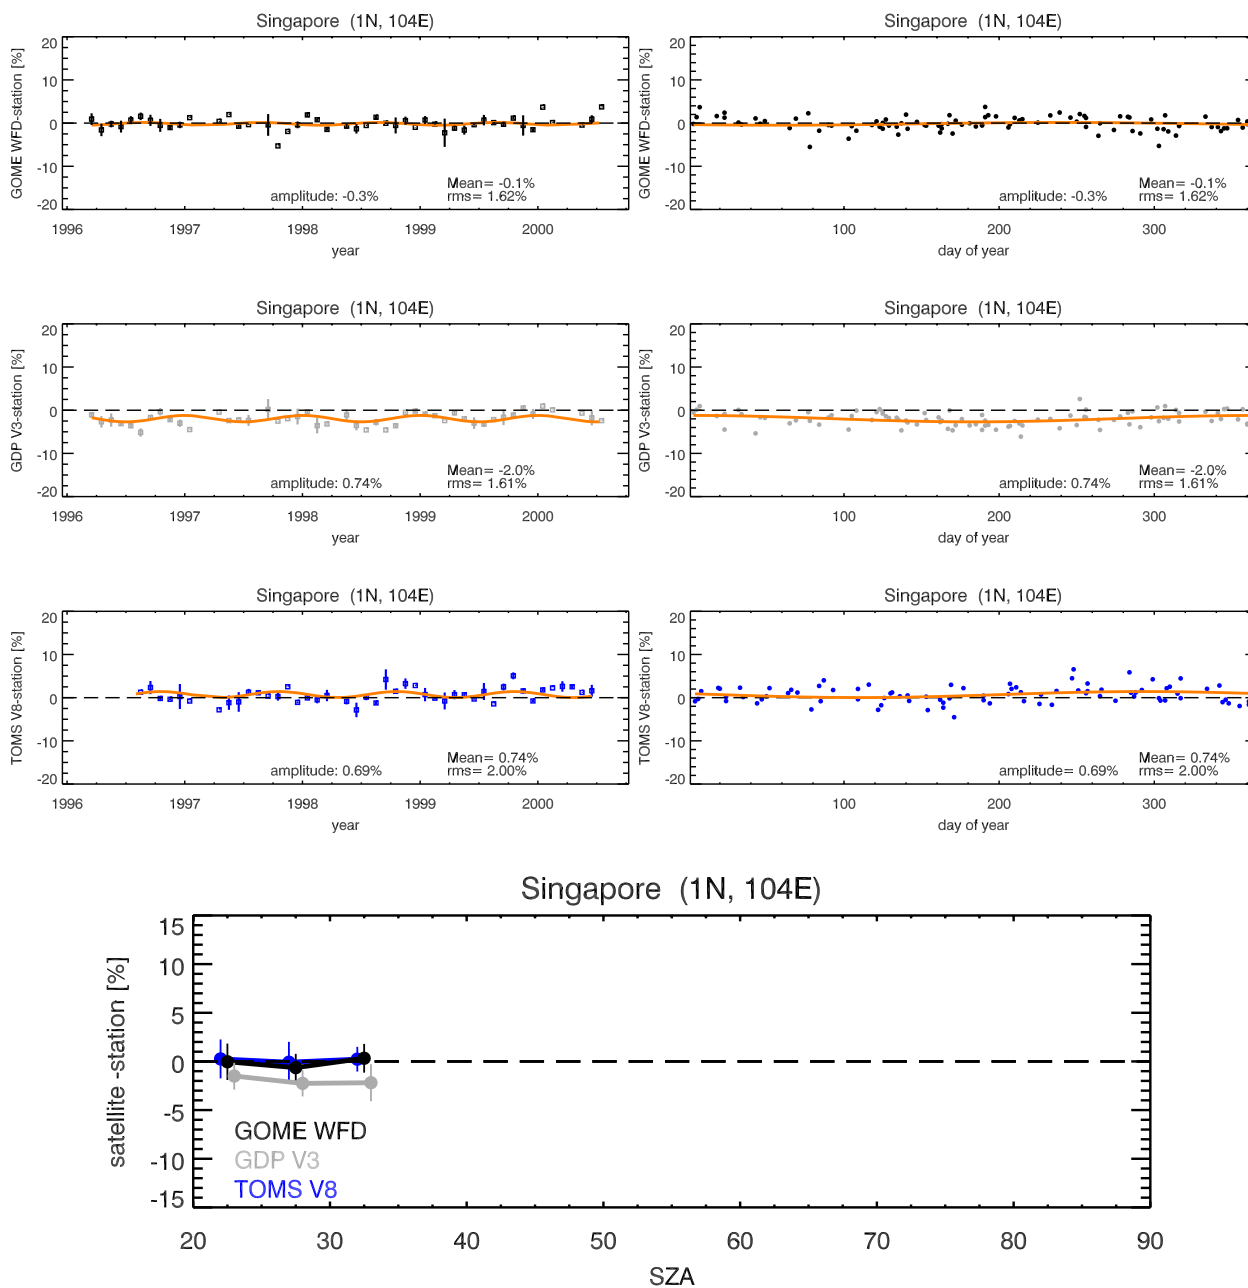 Singapore (1N, 104E)
GOME WFD-station [%]
20
10
0
-10
-20
amplitude: -0.3%
Mean= -0.1%
rms= 1.62%
1996 1997 1998 1999 2000
year
Singapore (1N, 104E)
GOME WFD-station [%]
20
10
0
-10
-20
amplitude: -0.3%
Mean= -0.1%
rms= 1.62%
100 200 300
day of year
Singapore (1N, 104E)
GDP V3-station [%]
20
10
0
-10
-20
amplitude: 0.74%
Mean= -2.0%
rms= 1.61%
1996 1997 1998 1999 2000
year
Singapore (1N, 104E)
GDP V3-station [%]
20
10
0
-10
-20
amplitude: 0.74%
Mean= -2.0%
rms= 1.61%
100 200 300
day of year
Singapore (1N, 104E)
TOMS V8-station [%]
20
10
0
-10
-20
amplitude: 0.69%
Mean= 0.74%
rms= 2.00%
1996 1997 1998 1999 2000
year
Singapore (1N, 104E)
TOMS V8-station [%]
20
10
0
-10
-20
amplitude= 0.69%
Mean= 0.74%
rms= 2.00%
100 200 300
day of year
Singapore (1N, 104E)
satellite -station [%]
15
10
5
0
-5
-10
-15
GOME WFD
GDP V3
TOMS V8
20 30 40 50 60 70 80 90
SZA